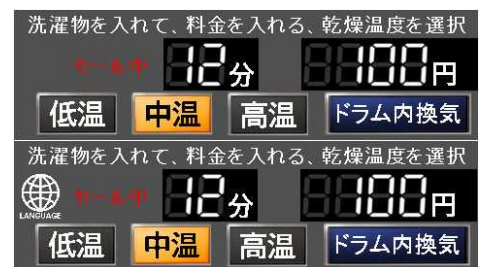 洗濯物を入れて、料金を入れる、乾燥温度を選択
セール中 12分 100円
低温 中温 高温 ドラム内換気
洗濯物を入れて、料金を入れる、乾燥温度を選択
LANGUAGE セール中 12分 100円
低温 中温 高温 ドラム内換気